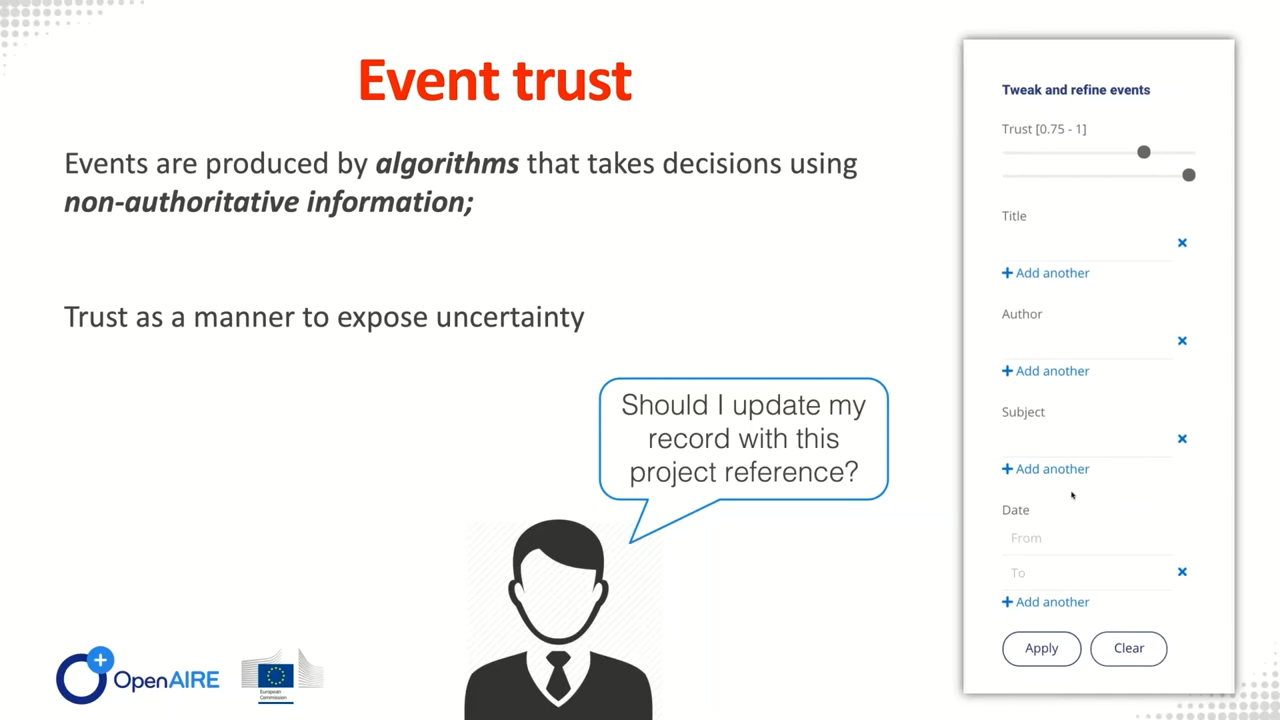 Event trust
Events are produced by algorithms that takes decisions using
non-authoritative information;
Trust as a manner to expose uncertainty
Should I update my
record with this
project reference?
OpenAIRE
European
Commission
Tweak and refine events
Trust [0.75 - 1]
Title
+ Add another
Author
+ Add another
Subject
+ Add another
Date
From
To
+ Add another
Apply
Clear